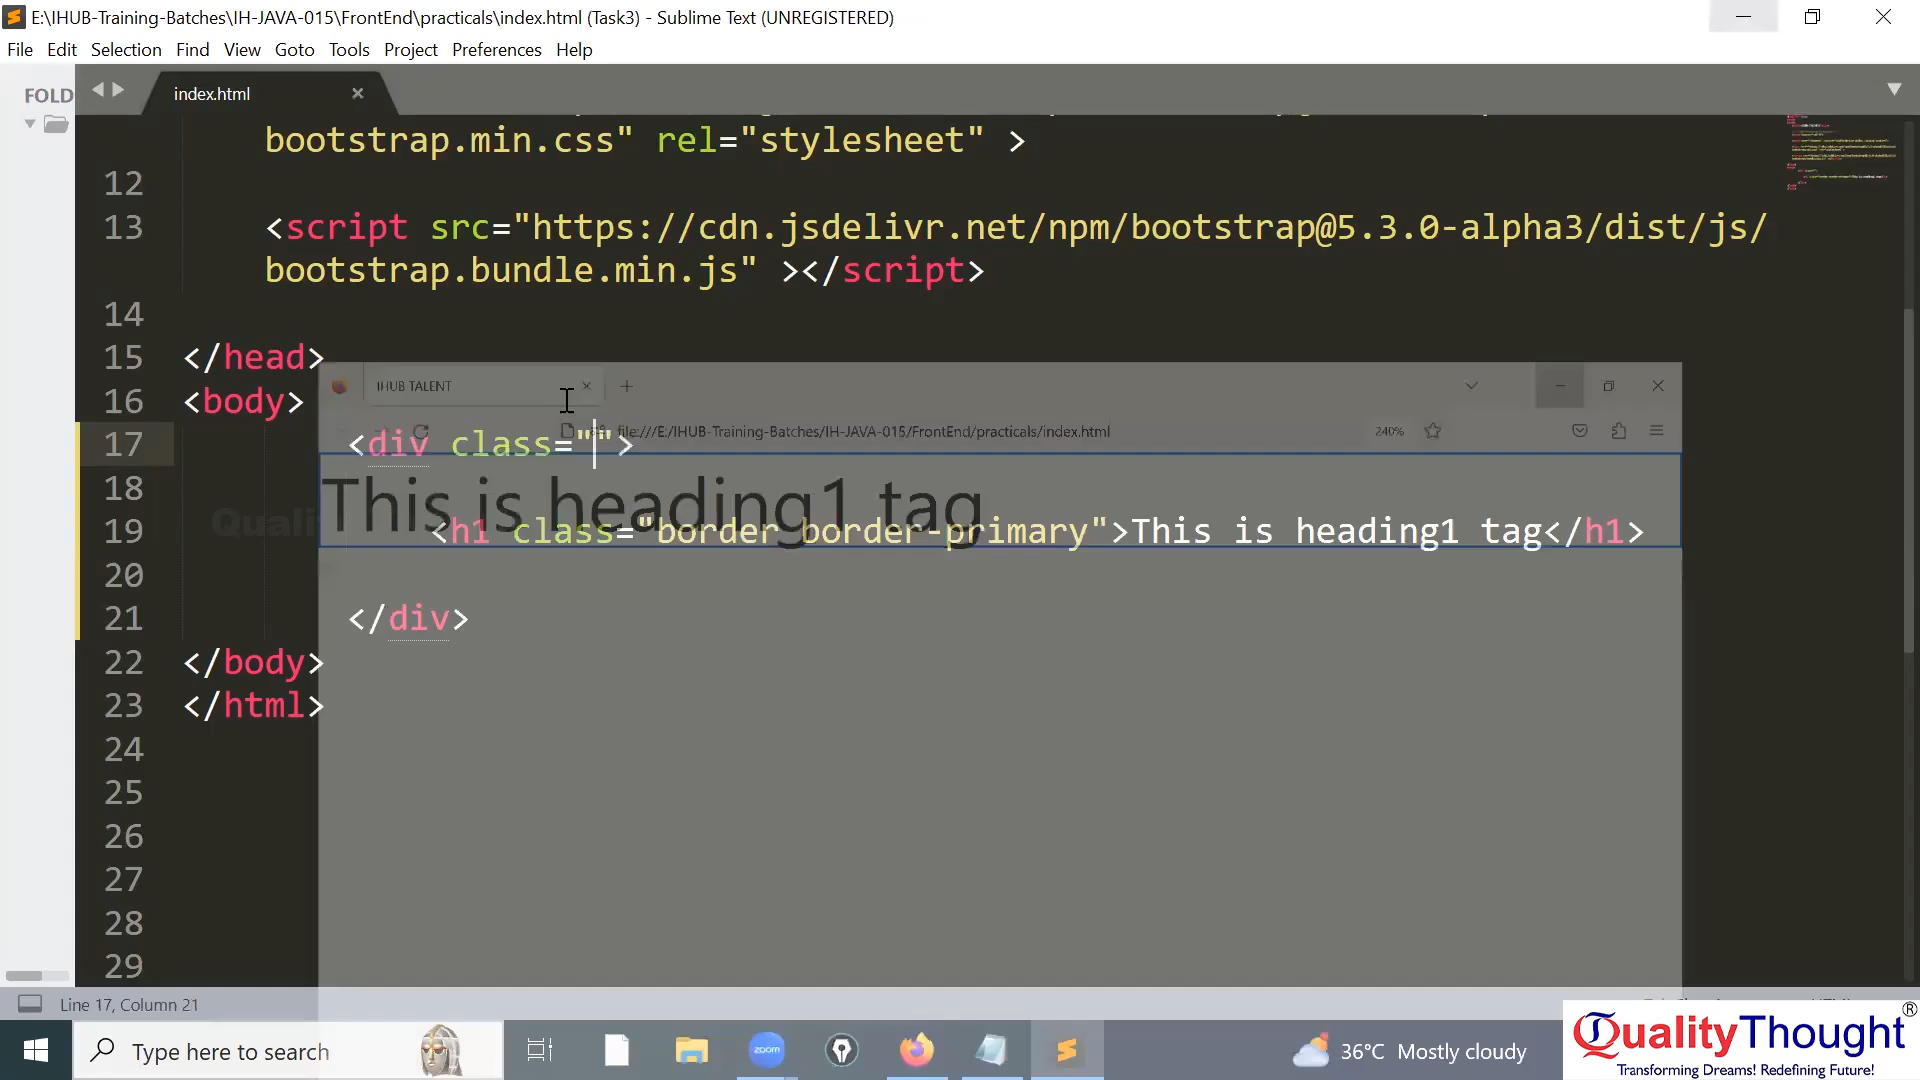 E:\IHUB-Training-Batches\IH-JAVA-015\FrontEnd\practicals\index.html (Task3) - Sublime Text (UNREGISTERED)
File Edit Selection Find View Goto Tools Project Preferences Help
FOLD
index.html
bootstrap.min.css" rel="stylesheet" >
12
13 <script src="https://cdn.jsdelivr.net/npm/bootstrap@5.3.0-alpha3/dist/js/
bootstrap.bundle.min.js" ></script>
14
15 </head>
IHUB TALENT
16 <body>
file:///E:/IHUB-Training-Batches/IH-JAVA-015/FrontEnd/practicals/index.html 240%
17 <div class="">
18
This is heading1 tag
19 <h1 class="border border-primary">This is heading1 tag</h1>
20
21 </div>
22 </body>
23 </html>
24
25
26
27
28
29
Line 17, Column 21
Type here to search
zoom
36°C Mostly cloudy
QualityThought®
Transforming Dreams! Redefining Future!